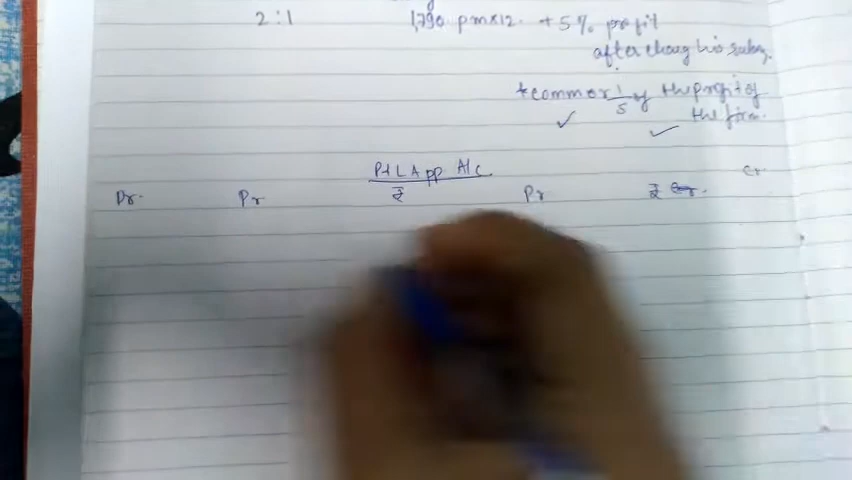 2:1 1,790 pm×12. + 5% profit
after charg his salary.
*common 1/5 of the profit of
the firm.
P+L App A/c
Dr. Pr ₹ Pr ₹ Cr.